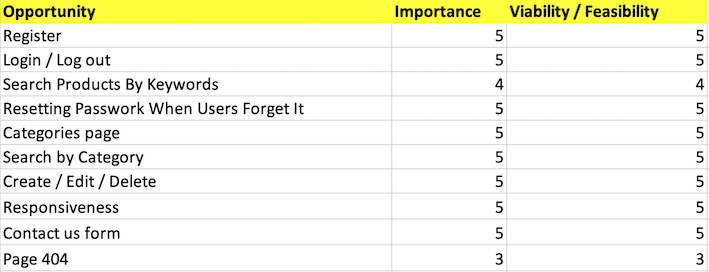 Opportunity Importance Viability / Feasibility
Register 5 5
Login / Log out 5 5
Search Products By Keywords 4 4
Resetting Passwork When Users Forget It 5 5
Categories page 5 5
Search by Category 5 5
Create / Edit / Delete 5 5
Responsiveness 5 5
Contact us form 5 5
Page 404 3 3